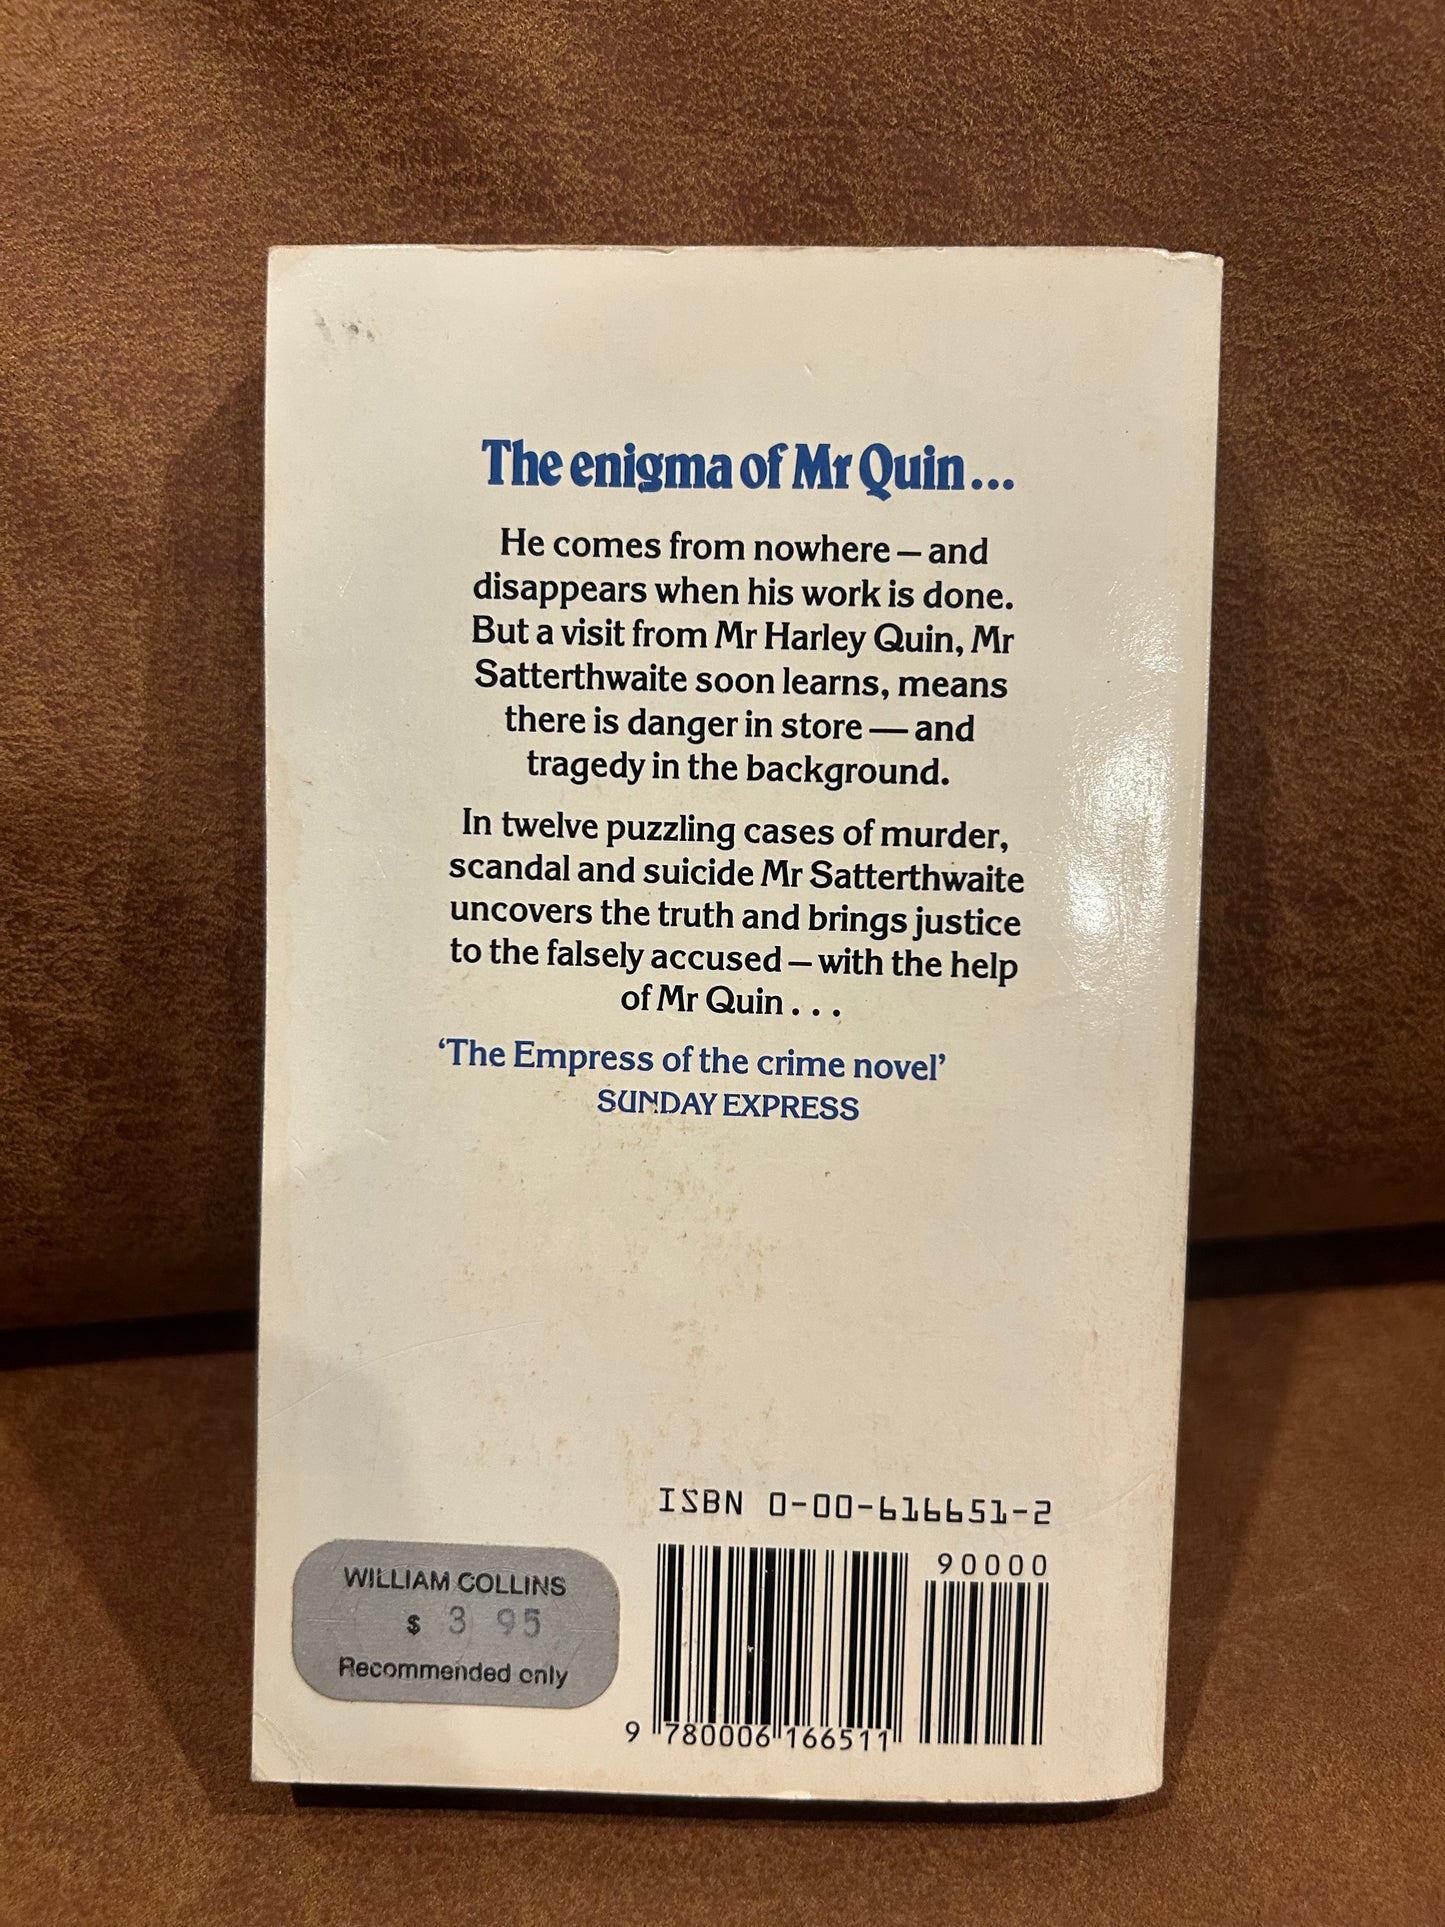 The enigma of Mr Quin...
He comes from nowhere — and
disappears when his work is done.
But a visit from Mr Harley Quin, Mr
Satterthwaite soon learns, means
there is danger in store — and
tragedy in the background.
In twelve puzzling cases of murder,
scandal and suicide Mr Satterthwaite
uncovers the truth and brings justice
to the falsely accused — with the help
of Mr Quin . . .
‘The Empress of the crime novel’
SUNDAY EXPRESS
ISBN 0-00-616651-2
90000
9 780006 166511
WILLIAM COLLINS
$ 3 95
Recommended only